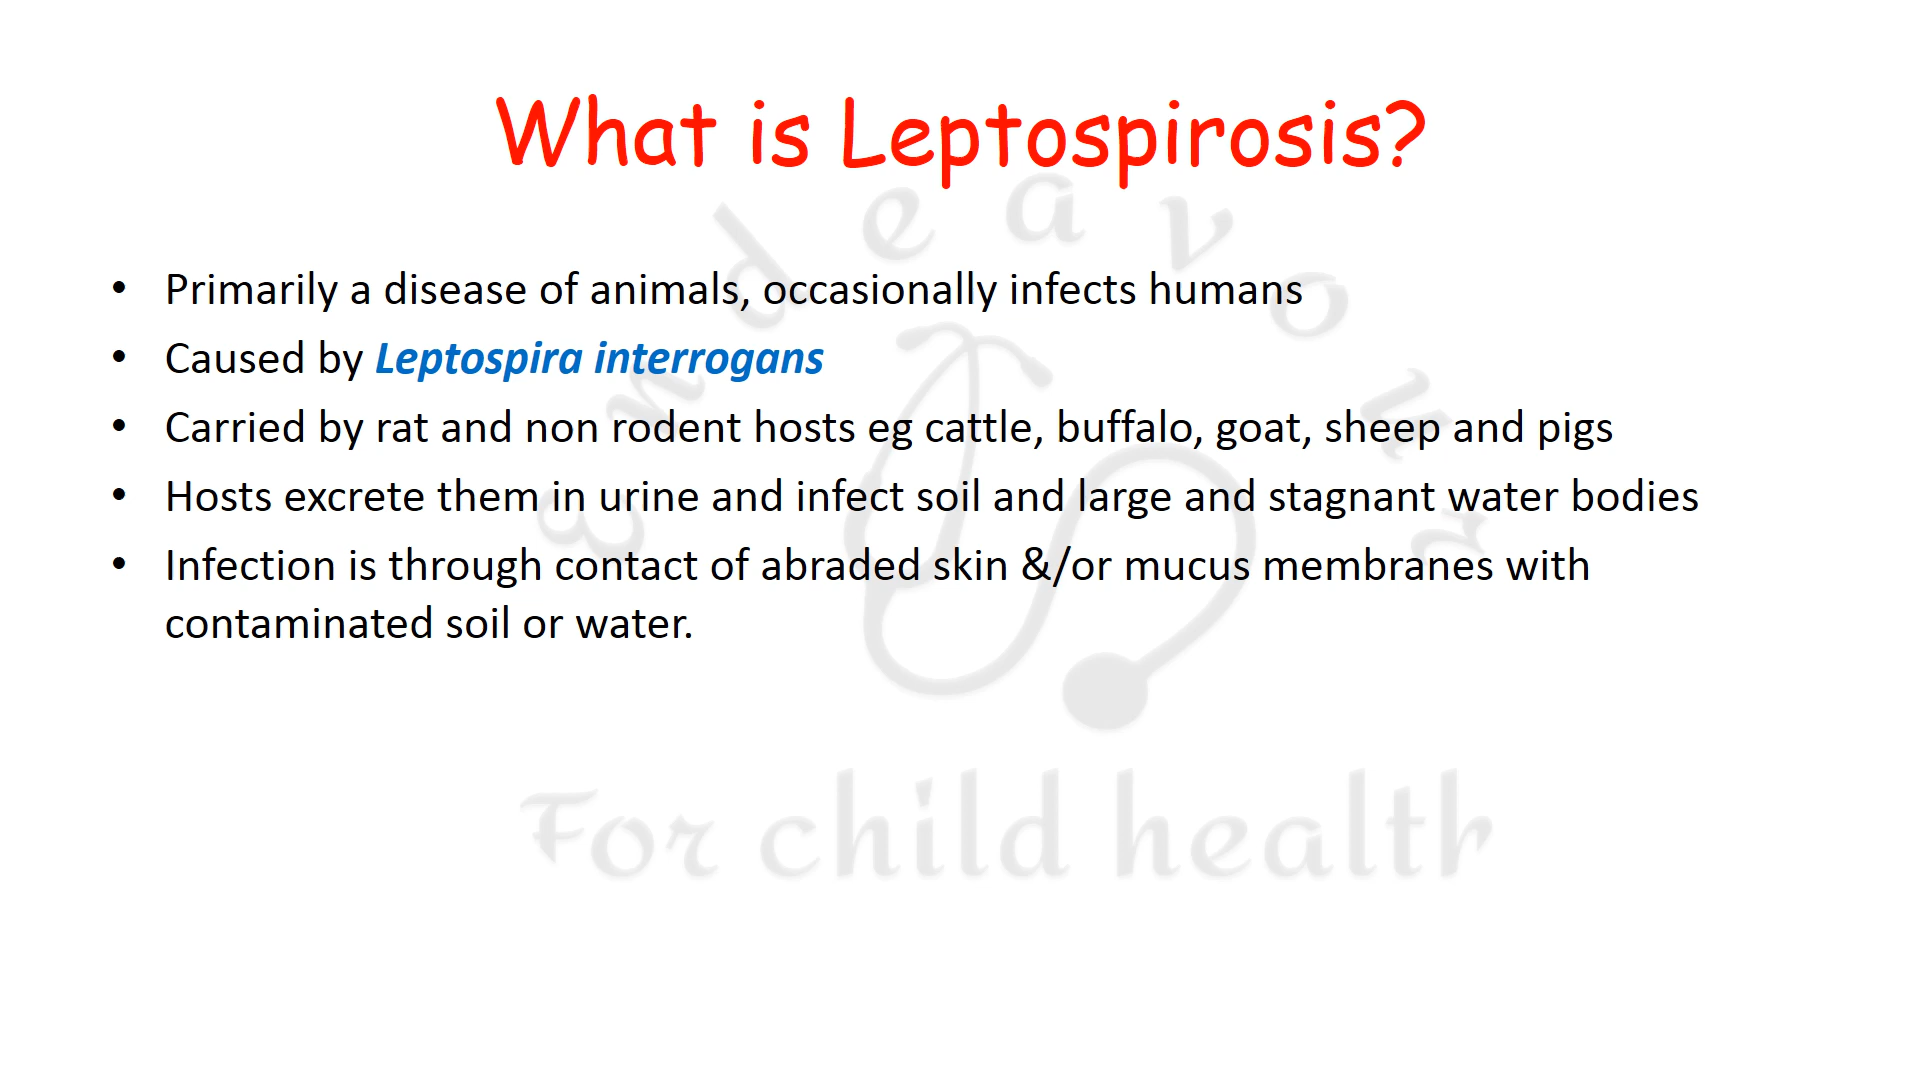 What is Leptospirosis?
• Primarily a disease of animals, occasionally infects humans
• Caused by Leptospira interrogans
• Carried by rat and non rodent hosts eg cattle, buffalo, goat, sheep and pigs
• Hosts excrete them in urine and infect soil and large and stagnant water bodies
• Infection is through contact of abraded skin &/or mucus membranes with
contaminated soil or water.
Endeavour
For child health